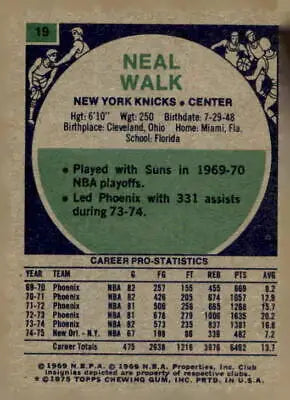 19
NEAL
WALK
NEW YORK KNICKS • CENTER
Hgt: 6'10" Wgt: 250 Birthdate: 7-29-48
Birthplace: Cleveland, Ohio Home: Miami, Fla.
School: Florida
• Played with Suns in 1969-70
NBA playoffs.
• Led Phoenix with 331 assists
during 73-74.
CAREER PRO-STATISTICS
YEAR TEAM G FG FT REB PTS AVG
69-70 Phoenix NBA 82 257 155 455 669 8.2
70-71 Phoenix NBA 82 426 205 674 1057 12.9
71-72 Phoenix NBA 81 506 256 665 1268 15.7
72-73 Phoenix NBA 81 678 279 1006 1635 20.2
73-74 Phoenix NBA 82 573 235 837 1381 16.8
74-75 New Orl. - N.Y. NBA 67 198 86 339 482 7.2
Career Totals 475 2638 1216 3976 6492 13.7
© 1969 N.B.P.A. © 1969 N.B.A. Properties, Inc. Club
insignias depicted are property of respective clubs.
* © 1975 TOPPS CHEWING GUM, INC. PRTD. IN U.S.A.